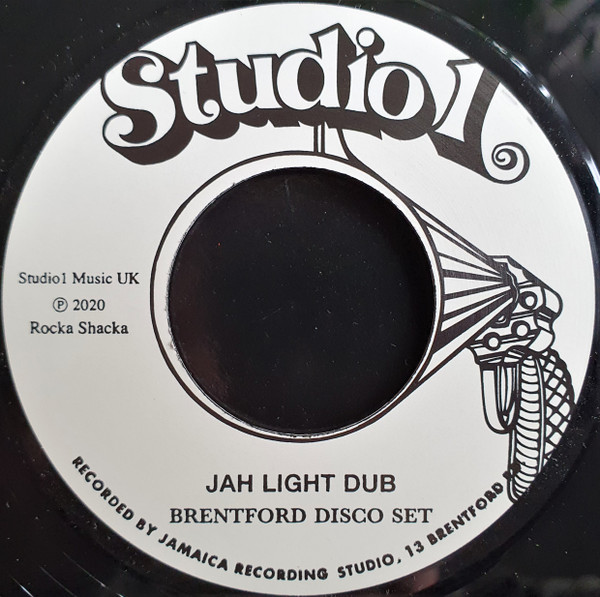 Studio1
Studio1 Music UK
℗ 2020
Rocka Shacka
JAH LIGHT DUB
BRENTFORD DISCO SET
RECORDED BY JAMAICA RECORDING STUDIO, 13 BRENTFORD